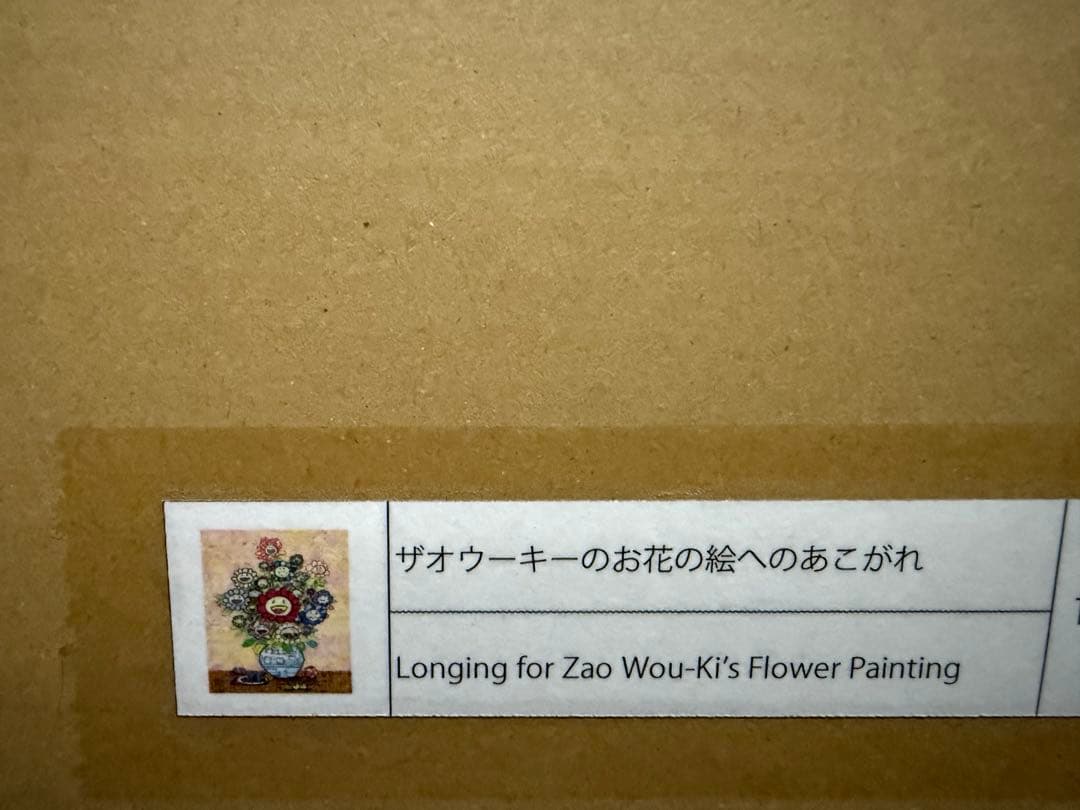 ザオウーキーのお花の絵へのあこがれ
Longing for Zao Wou-Ki's Flower Painting